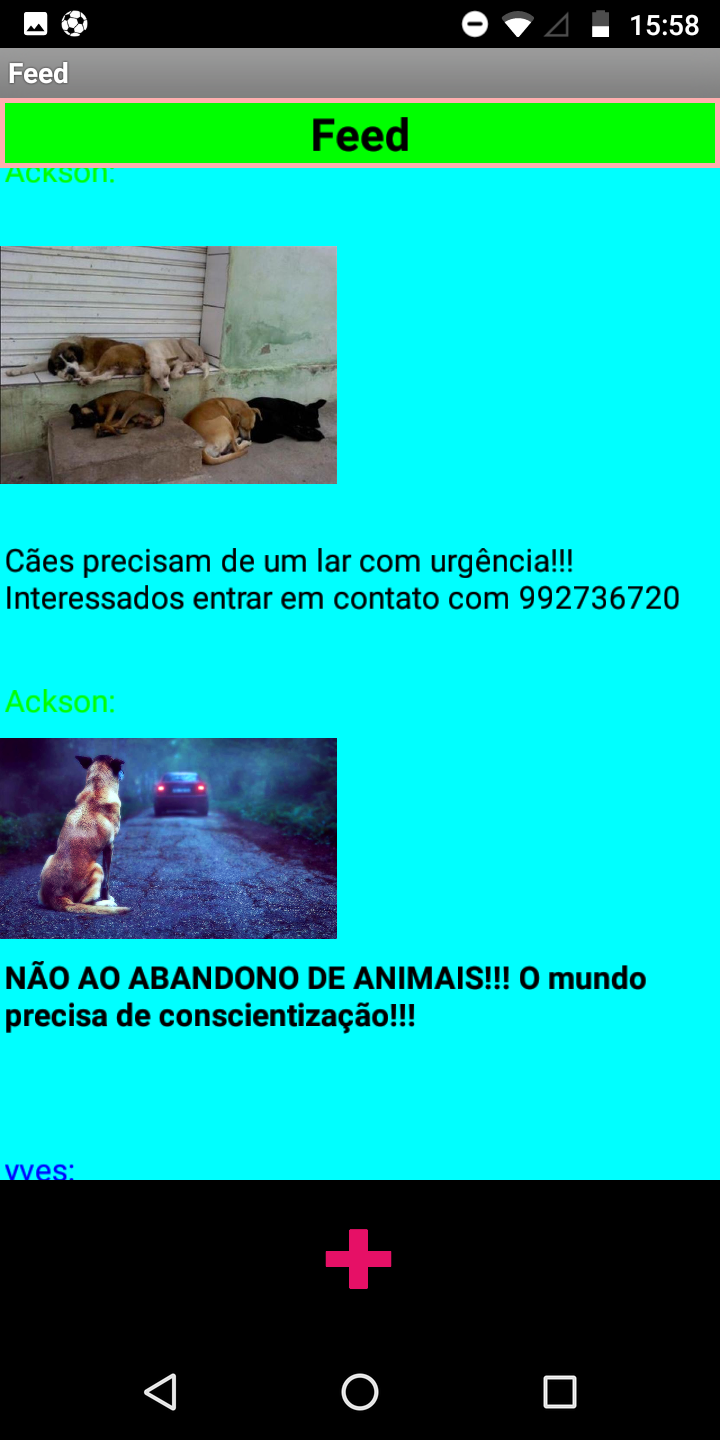 15:58
Feed
Feed
Ackson:
Cães precisam de um lar com urgência!!!
Interessados entrar em contato com 992736720
Ackson:
NÃO AO ABANDONO DE ANIMAIS!!! O mundo
precisa de conscientização!!!
yves: